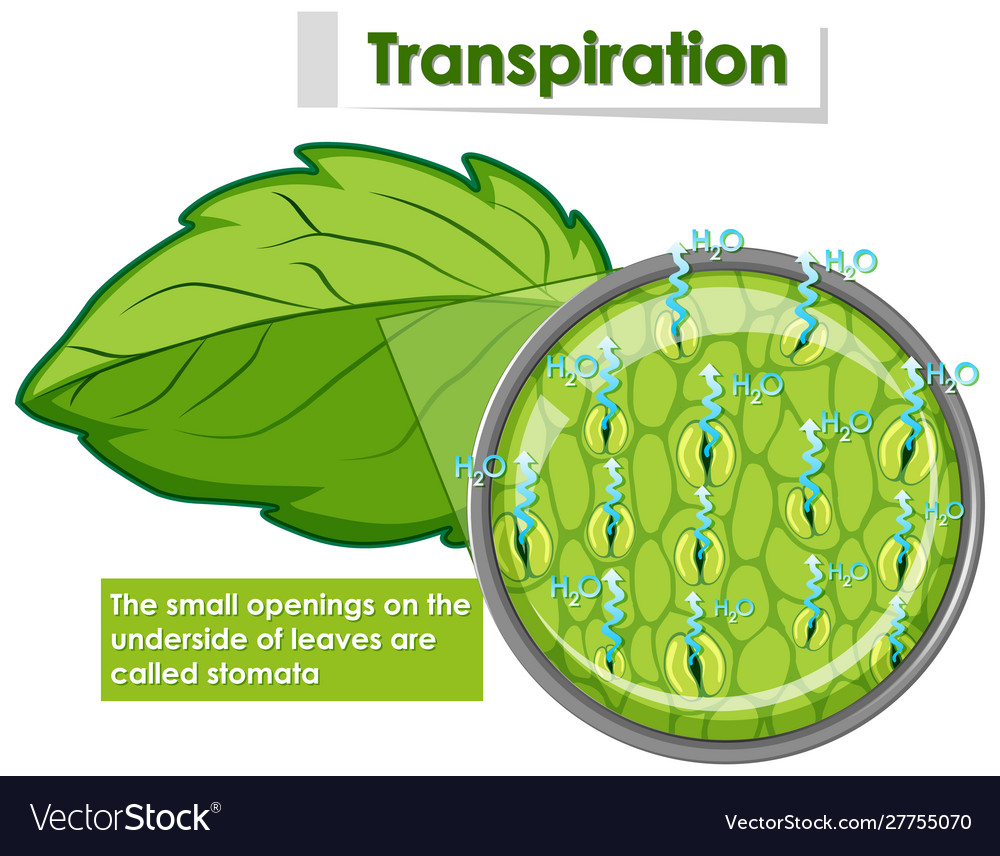 Transpiration
H₂O
H₂O
H₂O
H₂O
H₂O
H₂O
H₂O
H₂O
H₂O
H₂O
H₂O
The small openings on the
underside of leaves are
called stomata
VectorStock®
VectorStock.com/27755070